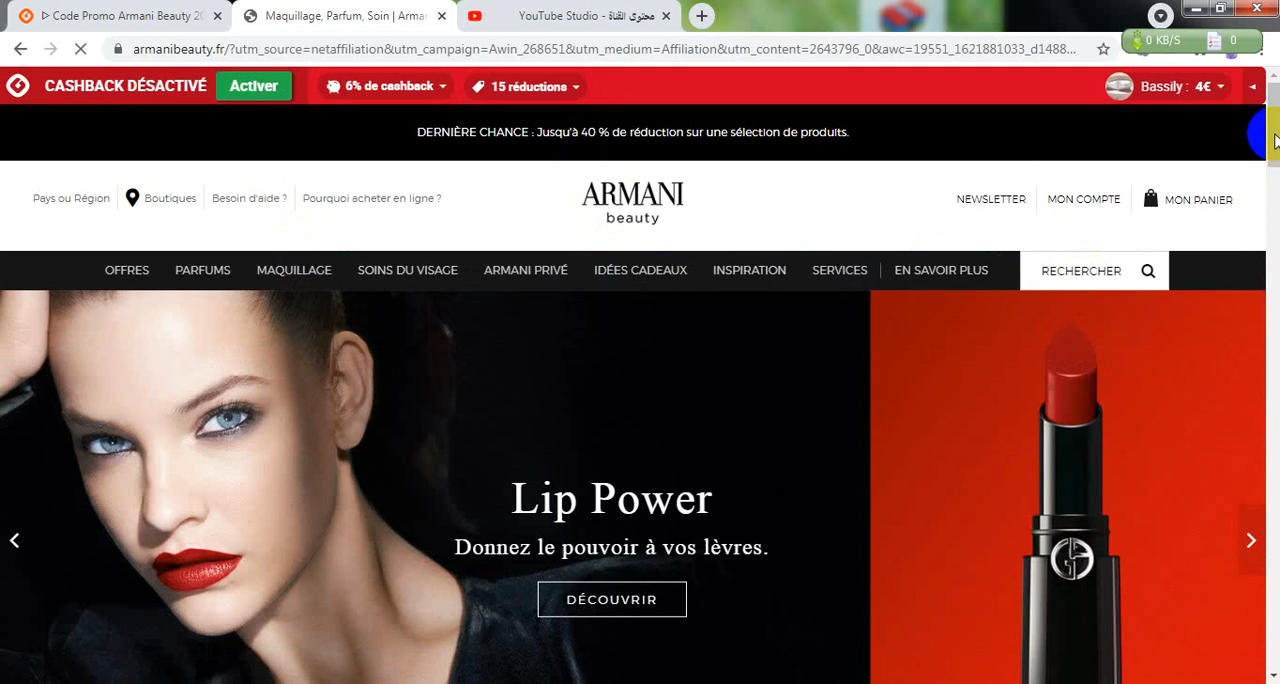 ▷ Code Promo Armani Beauty 20
Maquillage, Parfum, Soin | Arma
YouTube Studio - محتوى القناة
armanibeauty.fr/?utm_source=netaffiliation&utm_campaign=Awin_268651&utm_medium=Affiliation&utm_content=2643796_0&awc=19551_1621881033_d1488...
0 KB/S 0
CASHBACK DÉSACTIVÉ Activer 6% de cashback 15 réductions Bassily : 4€
DERNIÈRE CHANCE : Jusqu'à 40 % de réduction sur une sélection de produits.
Pays ou Région Boutiques Besoin d'aide ? Pourquoi acheter en ligne ?
ARMANI
beauty
NEWSLETTER MON COMPTE MON PANIER
OFFRES PARFUMS MAQUILLAGE SOINS DU VISAGE ARMANI PRIVÉ IDÉES CADEAUX INSPIRATION SERVICES EN SAVOIR PLUS RECHERCHER
Lip Power
Donnez le pouvoir à vos lèvres.
DÉCOUVRIR